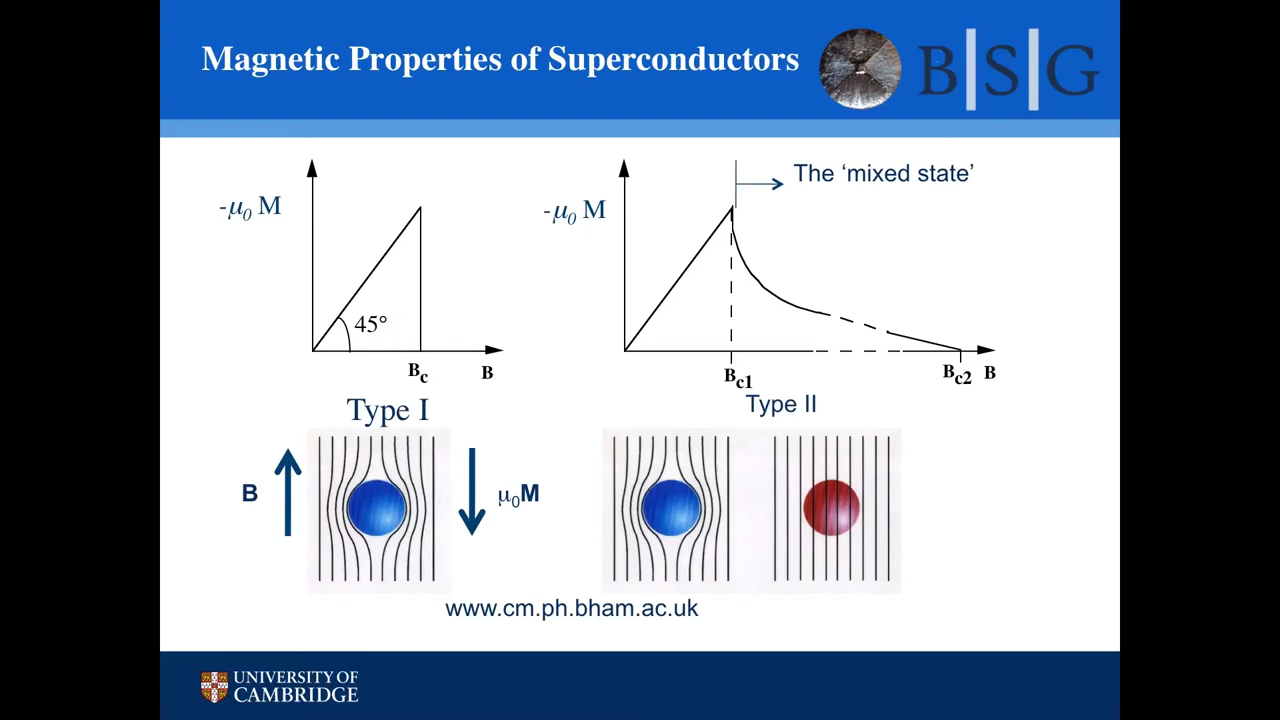 Magnetic Properties of Superconductors
B|S|G
The ‘mixed state’
-μ0 M
45°
Bc
B
-μ0 M
Bc1
Bc2
B
Type I
Type II
B
μ0M
www.cm.ph.bham.ac.uk
UNIVERSITY OF
CAMBRIDGE